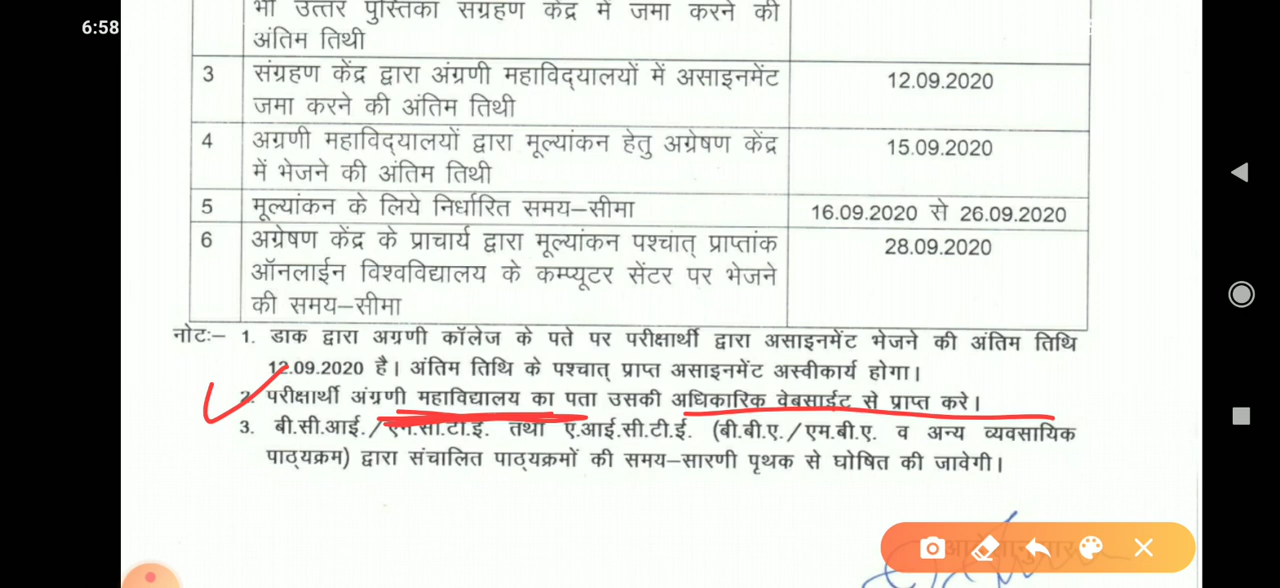 6:58
भी उत्तर पुस्तिका संग्रहण केंद्र में जमा करने की
अंतिम तिथी
3 संग्रहण केंद्र द्वारा अंग्रणी महाविद्यालयों में असाइनमेंट 12.09.2020
जमा करने की अंतिम तिथी
4 अग्रणी महाविद्यालयों द्वारा मूल्यांकन हेतु अग्रेषण केंद्र 15.09.2020
में भेजने की अंतिम तिथी
5 मूल्यांकन के लिये निर्धारित समय–सीमा 16.09.2020 से 26.09.2020
6 अग्रेषण केंद्र के प्राचार्य द्वारा मूल्यांकन पश्चात् प्राप्तांक 28.09.2020
ऑनलाईन विश्वविद्यालय के कम्प्यूटर सेंटर पर भेजने
की समय–सीमा
नोटः– 1. डाक द्वारा अग्रणी कॉलेज के पते पर परीक्षार्थी द्वारा असाइनमेंट भेजने की अंतिम तिथि
12.09.2020 है। अंतिम तिथि के पश्चात् प्राप्त असाइनमेंट अस्वीकार्य होगा।
2. परीक्षार्थी अंग्रणी महाविद्यालय का पता उसकी अधिकारिक वेबसाईट से प्राप्त करे।
3. बी.सी.आई./एन.सी.टी.ई. तथा ए.आई.सी.टी.ई. (बी.बी.ए./एम.बी.ए. व अन्य व्यवसायिक
पाठ्यक्रम) द्वारा संचालित पाठ्यक्रमों की समय–सारणी पृथक से घोषित की जावेगी।